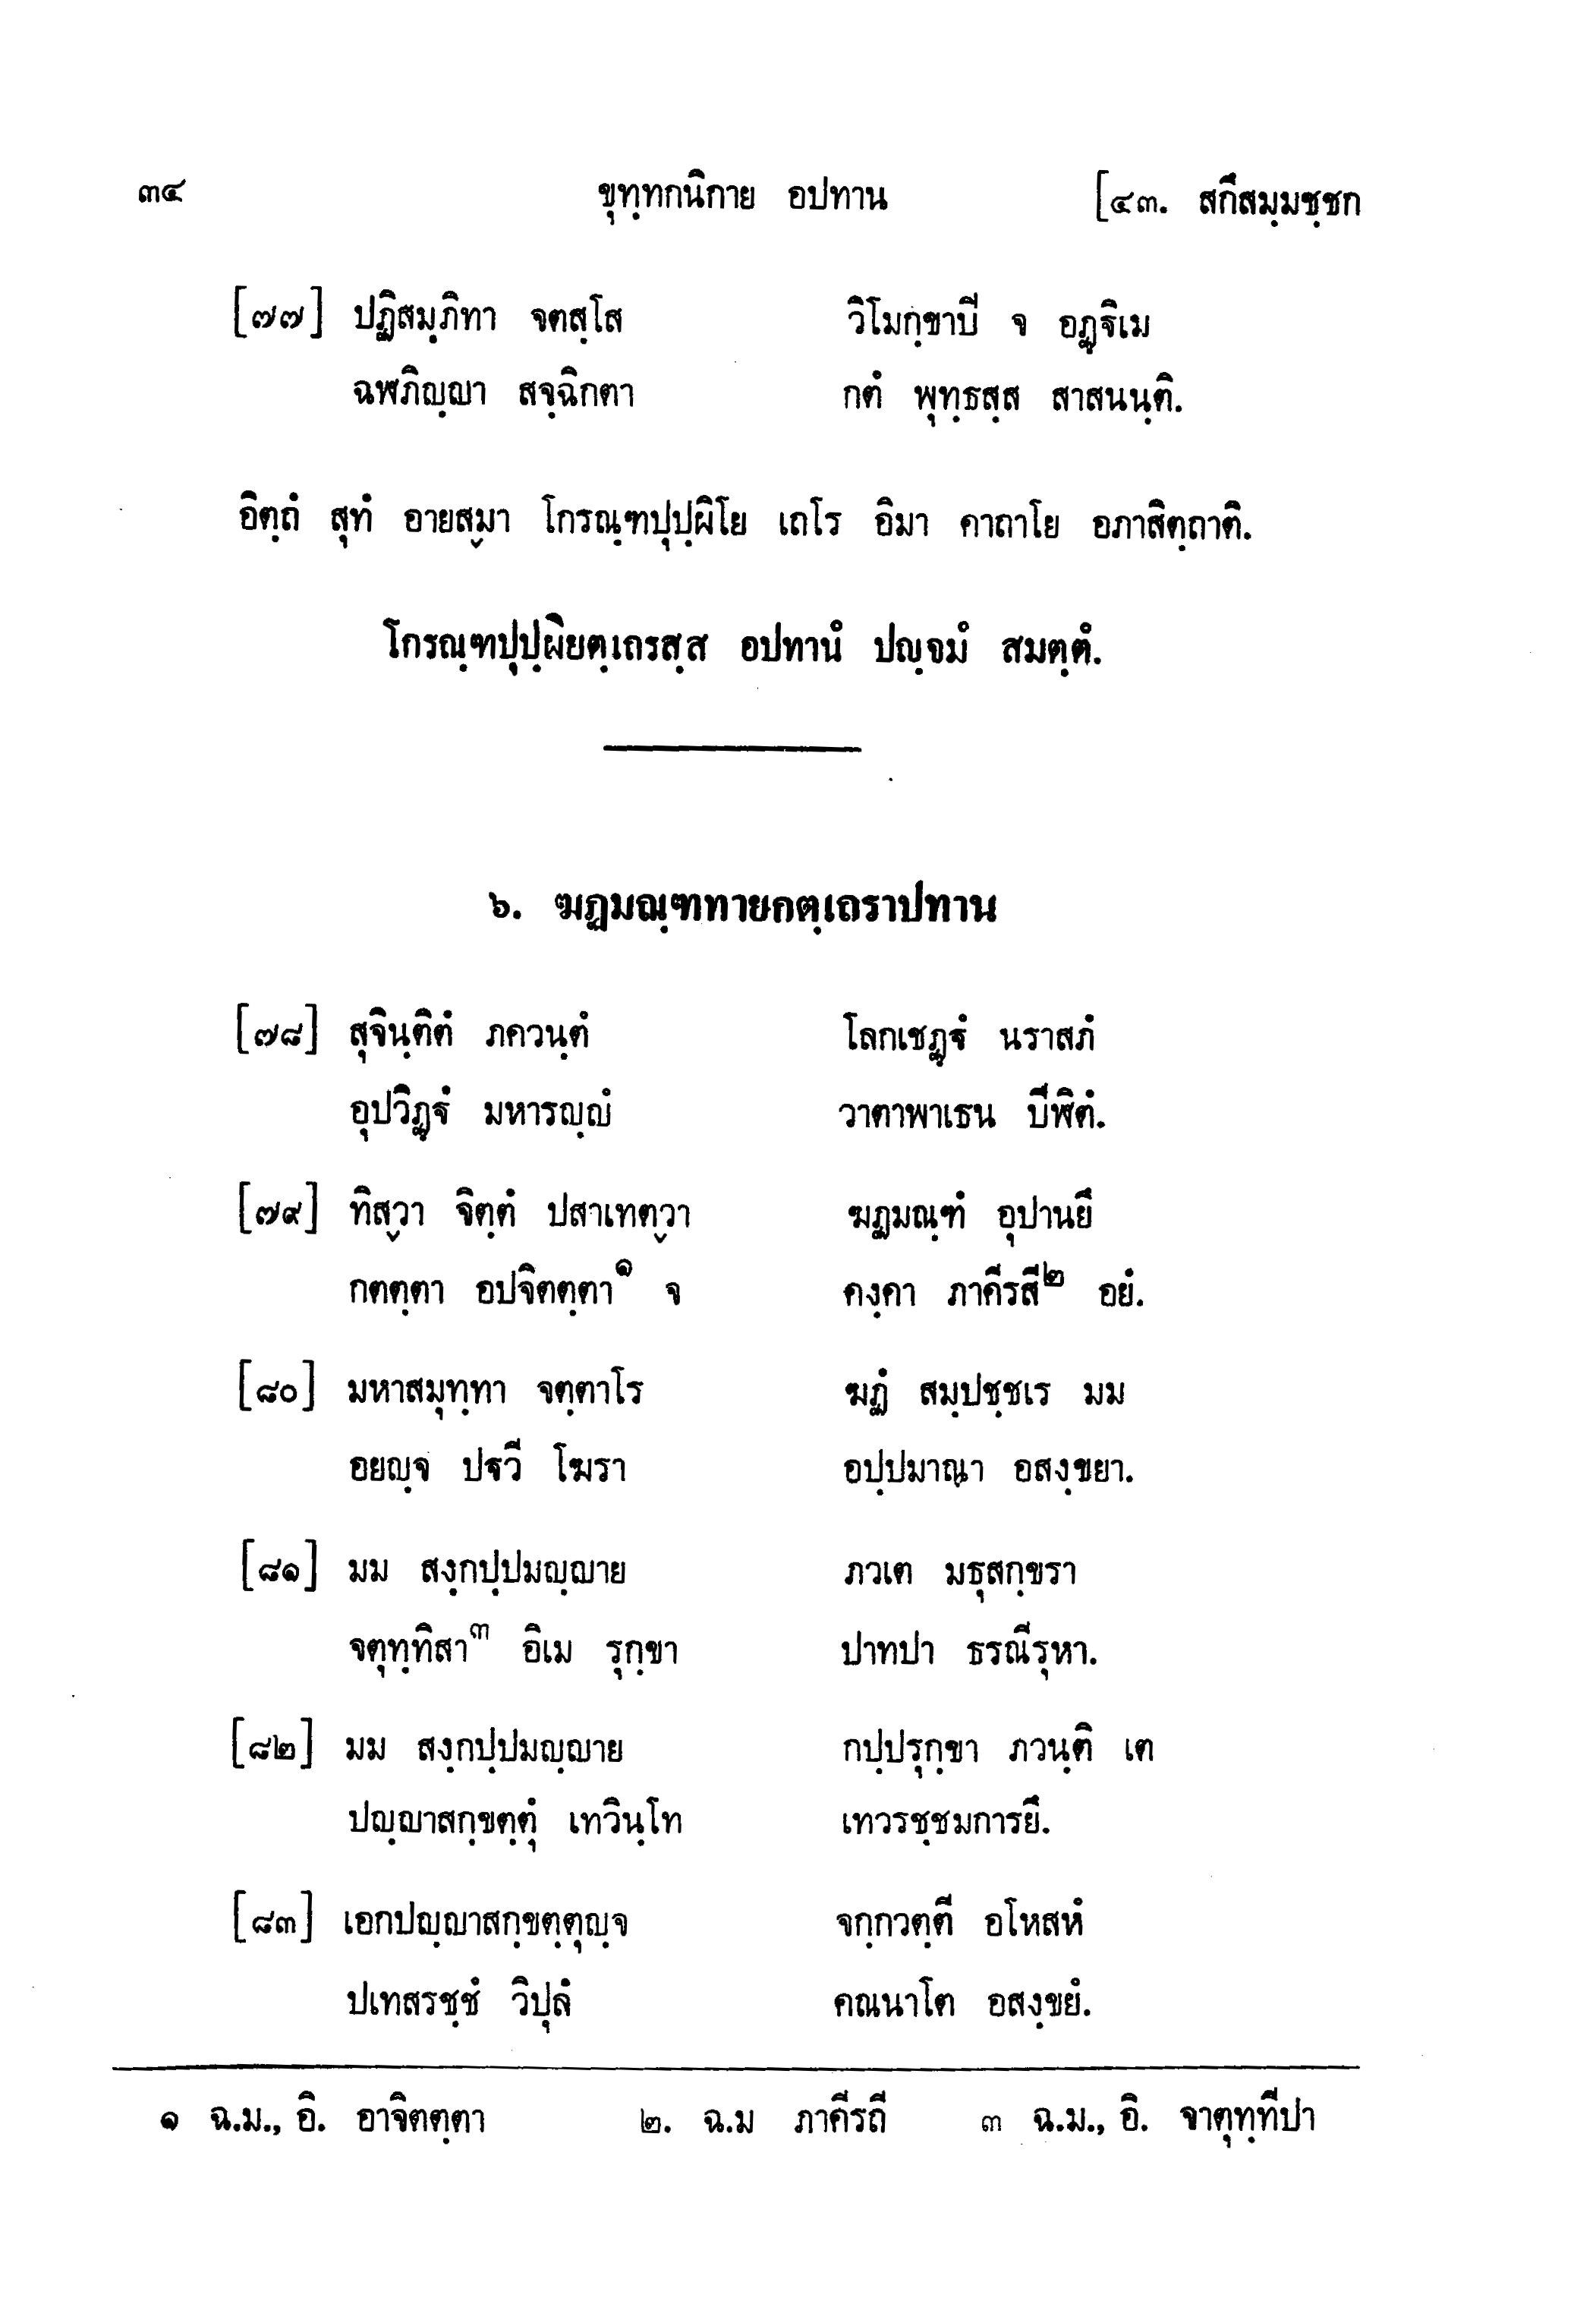 ๓๔ ขุทฺทกนิกาย อปทาน [๔๓. สกึสมฺมชฺชก
[๗๗] ปฏิสมฺภิทา จตสฺโส วิโมกฺขาปิ จ อฏฺฐิเม
ฉฬภิญฺญา สจฺฉิกตา กตํ พุทฺธสฺส สาสนนฺติ.
อิตฺถํ สุทํ อายสฺมา โกรณฺฑปุปฺผิโย เถโร อิมา คาถาโย อภาสิตฺถาติ.
โกรณฺฑปุปฺผิยตฺเถรสฺส อปทานํ ปญฺจมํ สมตฺตํ.
๖. ฆฏมณฺฑทายกตฺเถราปทาน
[๗๘] สุจินฺติตํ ภควนฺตํ โลกเชฏฺฐํ นราสภํ
อุปวิฏฺฐํ มหารญฺญํ วาตาพาเธน ปีฬิตํ.
[๗๙] ทิสฺวา จิตฺตํ ปสาเทตฺวา ฆฏมณฺฑํ อุปานยึ
กตตฺตา อปจิตตฺตา๑ จ คงฺคา ภาคีรสี๒ อยํ.
[๘๐] มหาสมุทฺทา จตฺตาโร ฆฏํ สมฺปชฺชเร มม
อยญฺจ ปฐวี โฆรา อปฺปมาณา อสงฺขยา.
[๘๑] มม สงฺกปฺปมญฺญาย ภวเต มธุสกฺขรา
จตุทฺทิสา๓ อิเม รุกฺขา ปาทปา ธรณีรุหา.
[๘๒] มม สงฺกปฺปมญฺญาย กปฺปรุกฺขา ภวนฺติ เต
ปญฺญาสกฺขตฺตุํ เทวินฺโท เทวรชฺชมการยึ.
[๘๓] เอกปญฺญาสกฺขตฺตุญฺจ จกฺกวตฺตี อโหสหํ
ปเทสรชฺชํ วิปุลํ คณนาโต อสงฺขยํ.
๑ ฉ.ม., อิ. อาจิตตฺตา ๒. ฉ.ม ภาคีรถี ๓ ฉ.ม., อิ. จาตุทฺทีปา